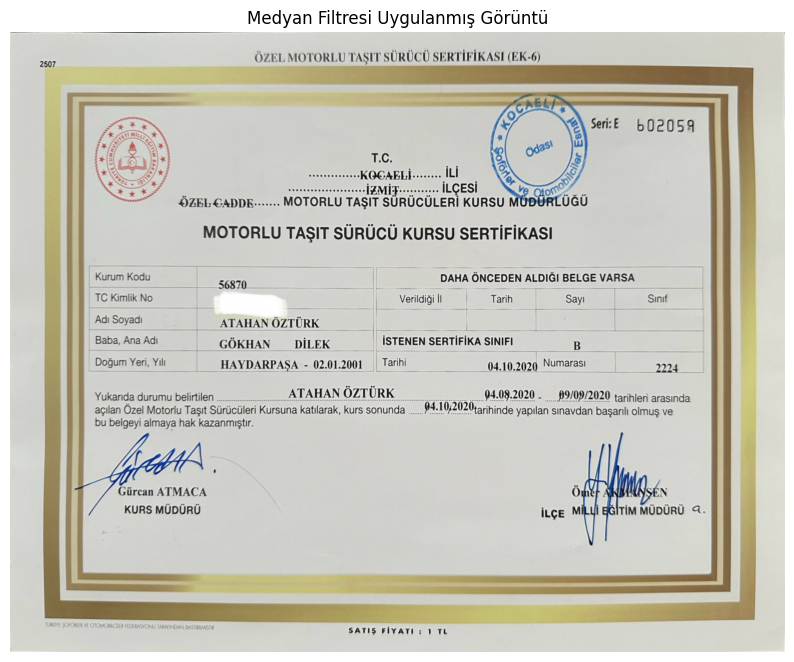 Medyan Filtresi Uygulanmış Görüntü
ÖZEL MOTORLU TAŞIT SÜRÜCÜ SERTİFİKASI (EK-6)
2507
KOCAELİ
Şoförler ve Otomobilciler Esnaf
Odası
Seri: E 602059
T.C.
KOCAELİ İLİ
İZMİT İLÇESİ
ÖZEL CADDE MOTORLU TAŞIT SÜRÜCÜLERİ KURSU MÜDÜRLÜĞÜ
MOTORLU TAŞIT SÜRÜCÜ KURSU SERTİFİKASI
Kurum Kodu 56870 DAHA ÖNCEDEN ALDIĞI BELGE VARSA
TC Kimlik No Verildiği İl Tarih Sayı Sınıf
Adı Soyadı ATAHAN ÖZTÜRK
Baba, Ana Adı GÖKHAN DİLEK İSTENEN SERTİFİKA SINIFI B
Doğum Yeri, Yılı HAYDARPAŞA - 02.01.2001 Tarihi 04.10.2020 Numarası 2224
Yukarıda durumu belirtilen ATAHAN ÖZTÜRK 04.08.2020 - 09/09/2020 tarihleri arasında
açılan Özel Motorlu Taşıt Sürücüleri Kursuna katılarak, kurs sonunda 04.10.2020 tarihinde yapılan sınavdan başarılı olmuş ve
bu belgeyi almaya hak kazanmıştır.
Gürcan ATMACA
KURS MÜDÜRÜ
Ömer AKMANŞEN
İLÇE MİLLİ EĞİTİM MÜDÜRÜ a.
TÜRKİYE ŞOFÖRLER VE OTOMOBİLCİLER FEDERASYONU TARAFINDAN BASTIRILMIŞTIR
SATIŞ FİYATI : 1 TL